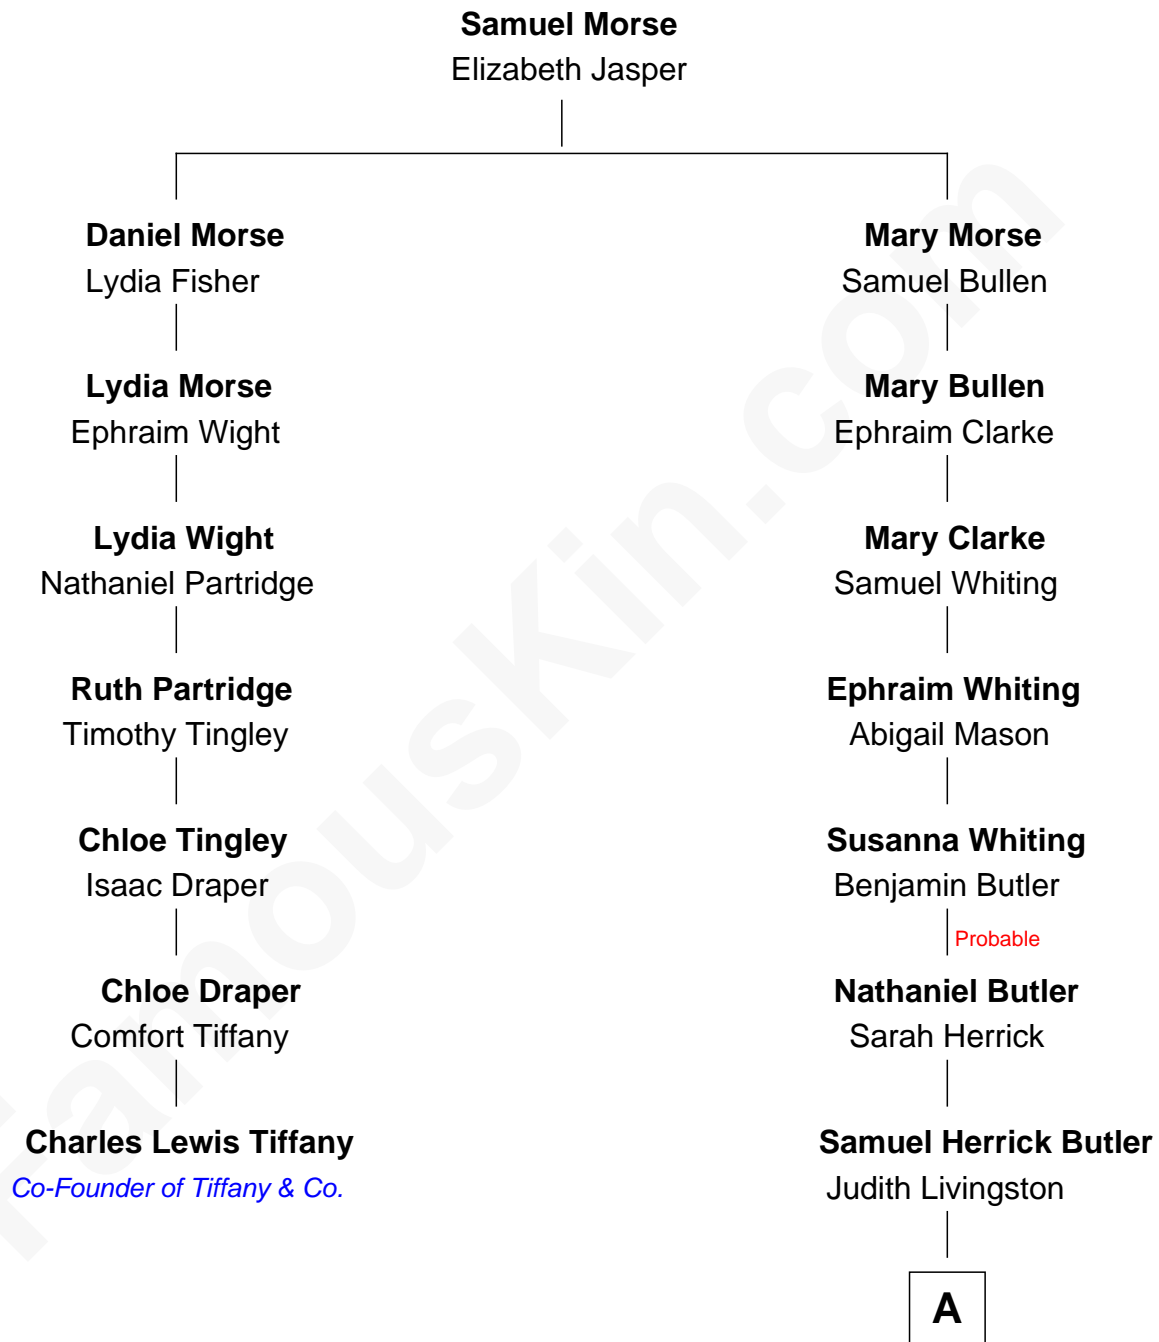 Samuel Morse
Elizabeth Jasper
Daniel Morse
Lydia Fisher
Mary Morse
Samuel Bullen
Lydia Morse
Ephraim Wight
Mary Bullen
Ephraim Clarke
Lydia Wight
Nathaniel Partridge
Mary Clarke
Samuel Whiting
Ruth Partridge
Timothy Tingley
Ephraim Whiting
Abigail Mason
Chloe Tingley
Isaac Draper
Susanna Whiting
Benjamin Butler
Probable
Chloe Draper
Comfort Tiffany
Nathaniel Butler
Sarah Herrick
Charles Lewis Tiffany
Co-Founder of Tiffany & Co.
Samuel Herrick Butler
Judith Livingston
A
FamousKin.com